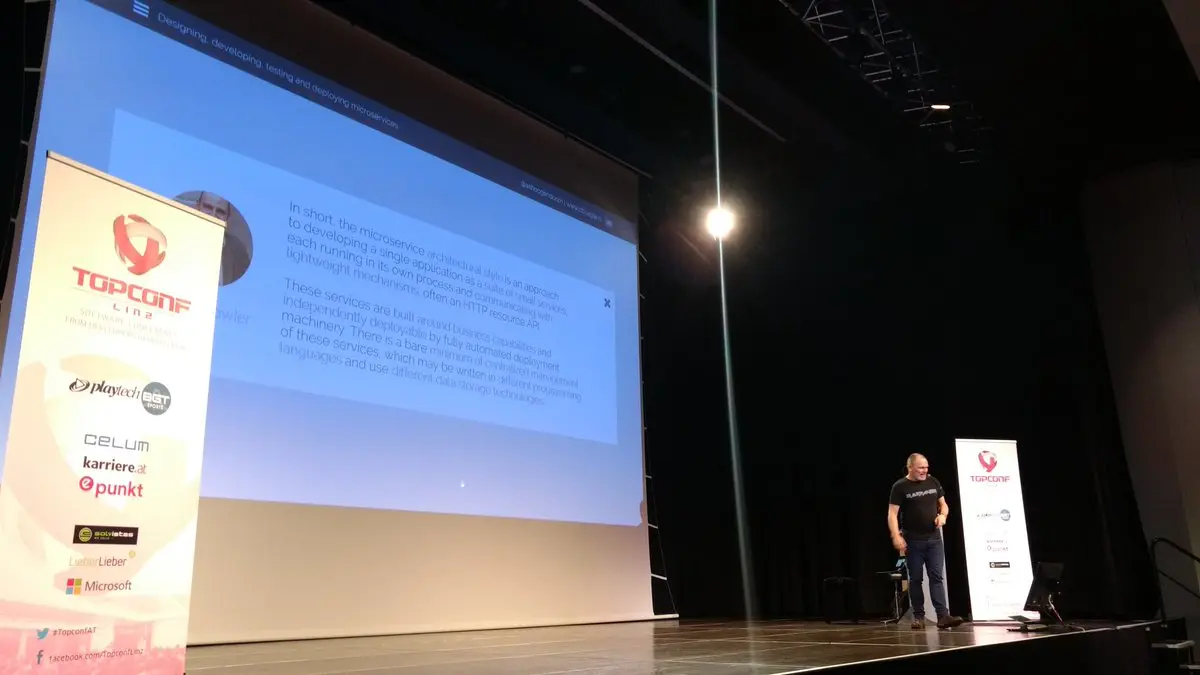 Designing, developing, testing and deploying microservices
In short, the microservice architectural style is an approach
to developing a single application as a suite of small services,
each running in its own process and communicating with
lightweight mechanisms, often an HTTP resource API.
These services are built around business capabilities and
independently deployable by fully automated deployment
machinery. There is a bare minimum of centralized management
of these services, which may be written in different programming
languages and use different data storage technologies.
TOPCONF
LINZ
playtech
BGT
SPORTS
CELUM
karriere.at
epunkt
solvistas
LieberLieber
Microsoft
#TopconfAT
facebook.com/TopconfLinz
TOPCONF